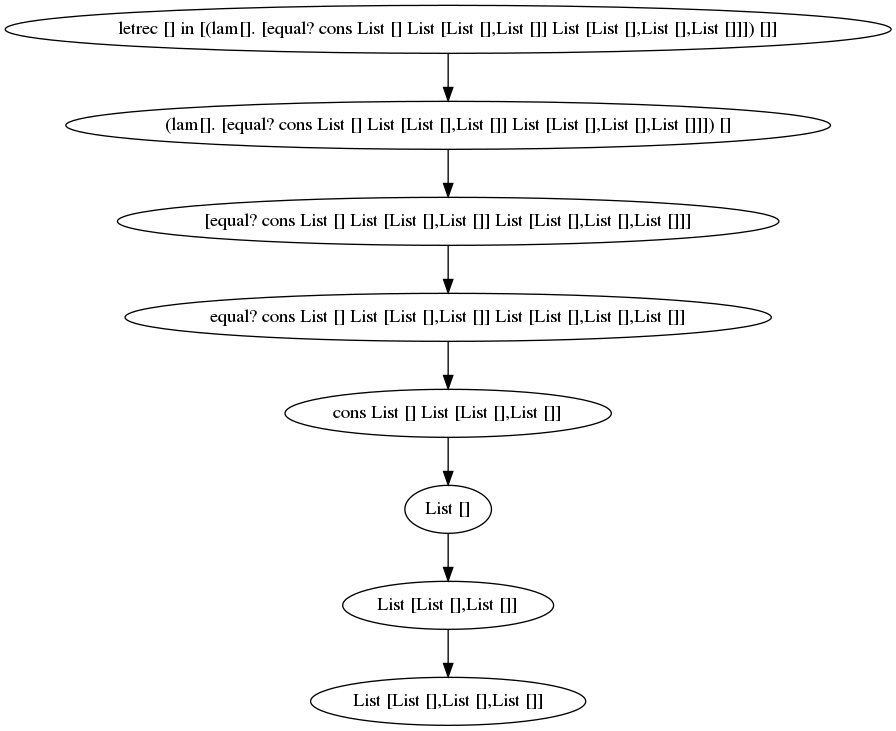 letrec [] in [(lam[]. [equal? cons List [] List [List [],List []] List [List [],List [],List []]]) []]
(lam[]. [equal? cons List [] List [List [],List []] List [List [],List [],List []]]) []
[equal? cons List [] List [List [],List []] List [List [],List [],List []]]
equal? cons List [] List [List [],List []] List [List [],List [],List []]
cons List [] List [List [],List []]
List []
List [List [],List []]
List [List [],List [],List []]